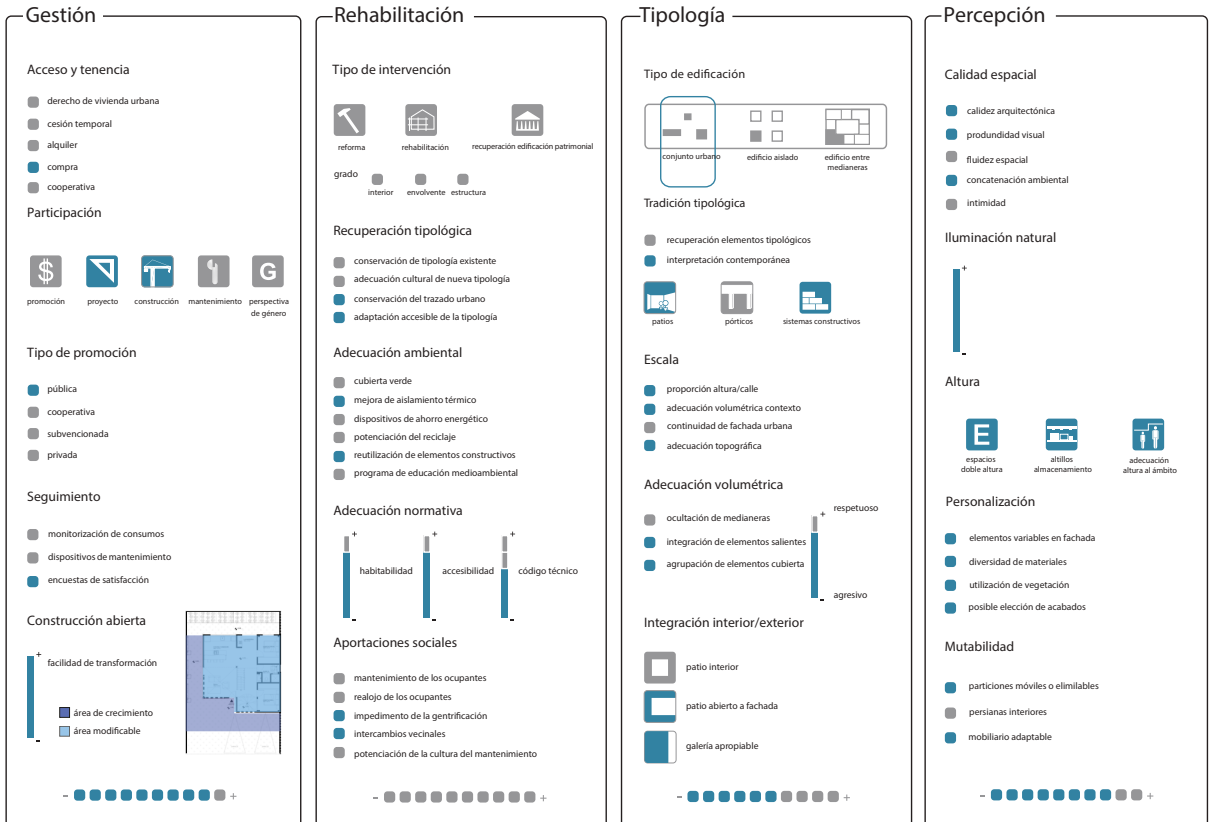 Gestión
Acceso y tenencia
derecho de vivienda urbana
cesión temporal
alquiler
compra
cooperativa
Participación
$
G
promoción
proyecto
construcción
mantenimiento
perspectiva
de género
Tipo de promoción
pública
cooperativa
subvencionada
privada
Seguimiento
monitorización de consumos
dispositivos de mantenimiento
encuestas de satisfacción
Construcción abierta
+
facilidad de transformación
área de crecimiento
área modificable
-
- +
Rehabilitación
Tipo de intervención
reforma
rehabilitación
recuperación edificación patrimonial
grado
interior
envolvente
estructura
Recuperación tipológica
conservación de tipología existente
adecuación cultural de nueva tipología
conservación del trazado urbano
adaptación accesible de la tipología
Adecuación ambiental
cubierta verde
mejora de aislamiento térmico
dispositivos de ahorro energético
potenciación del reciclaje
reutilización de elementos constructivos
programa de educación medioambiental
Adecuación normativa
+ + +
habitabilidad
accesibilidad
código técnico
- - -
Aportaciones sociales
mantenimiento de los ocupantes
realojo de los ocupantes
impedimento de la gentrificación
intercambios vecinales
potenciación de la cultura del mantenimiento
- +
Tipología
Tipo de edificación
conjunto urbano
edificio aislado
edificio entre
medianeras
Tradición tipológica
recuperación elementos tipológicos
interpretación contemporánea
patios
pórticos
sistemas constructivos
Escala
proporción altura/calle
adecuación volumétrica contexto
continuidad de fachada urbana
adecuación topográfica
Adecuación volumétrica
ocultación de medianeras
integración de elementos salientes
agrupación de elementos cubierta
+ respetuoso
- agresivo
Integración interior/exterior
patio interior
patio abierto a fachada
galería apropiable
- +
Percepción
Calidad espacial
calidez arquitectónica
produndidad visual
fluidez espacial
concatenación ambiental
intimidad
Iluminación natural
+
-
Altura
E
espacios
doble altura
altillos
almacenamiento
adecuación
altura al ámbito
Personalización
elementos variables en fachada
diversidad de materiales
utilización de vegetación
posible elección de acabados
Mutabilidad
particiones móviles o elimilables
persianas interiores
mobiliario adaptable
- +